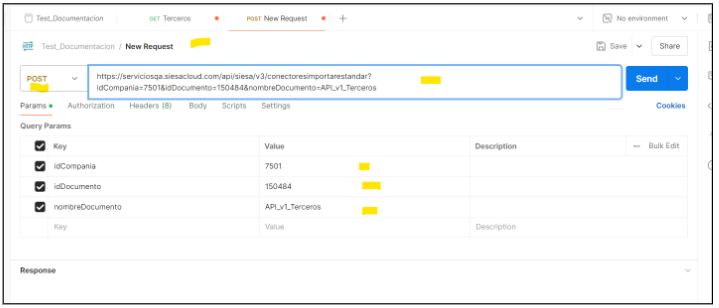 Test_Documentacion
GET Terceros
POST New Request
No environment
Test_Documentacion / New Request
Save
Share
POST
https://serviciosqa.siesacloud.com/api/siesa/v3/conectoresimportarestandar?
idCompania=7501&idDocumento=150484&nombreDocumento=API_v1_Terceros
Send
Params
Authorization
Headers (8)
Body
Scripts
Settings
Cookies
Query Params
Key
Value
Description
Bulk Edit
idCompania
7501
idDocumento
150484
nombreDocumento
API_v1_Terceros
Key
Value
Description
Response